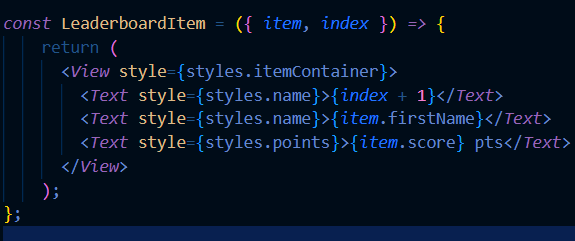 const LeaderboardItem = ({ item, index }) => {
return (
<View style={styles.itemContainer}>
<Text style={styles.name}>{index + 1}</Text>
<Text style={styles.name}>{item.firstName}</Text>
<Text style={styles.points}>{item.score} pts</Text>
</View>
);
};